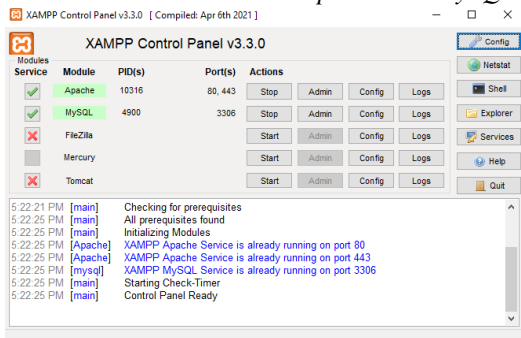 XAMPP Control Panel v3.3.0 [ Compiled: Apr 6th 2021 ]
XAMPP Control Panel v3.3.0
Config
Modules
Service Module PID(s) Port(s) Actions
Netstat
Apache 10316 80, 443 Stop Admin Config Logs
Shell
MySQL 4900 3306 Stop Admin Config Logs
Explorer
FileZilla Start Admin Config Logs
Services
Mercury Start Admin Config Logs
Help
Tomcat Start Admin Config Logs
Quit
5:22:21 PM [main] Checking for prerequisites
5:22:25 PM [main] All prerequisites found
5:22:25 PM [main] Initializing Modules
5:22:25 PM [Apache] XAMPP Apache Service is already running on port 80
5:22:25 PM [Apache] XAMPP Apache Service is already running on port 443
5:22:25 PM [mysql] XAMPP MySQL Service is already running on port 3306
5:22:25 PM [main] Starting Check-Timer
5:22:25 PM [main] Control Panel Ready